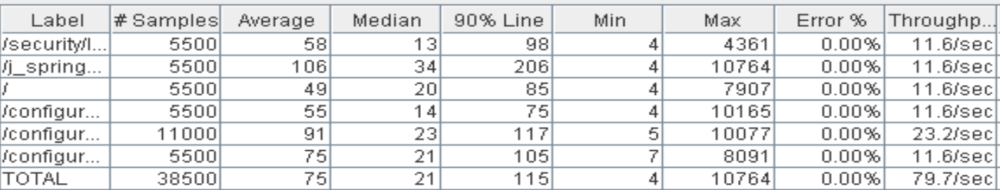 Label # Samples Average Median 90% Line Min Max Error % Throughp...
/security/l... 5500 58 13 98 4 4361 0.00% 11.6/sec
/j_spring... 5500 106 34 206 4 10764 0.00% 11.6/sec
/ 5500 49 20 85 4 7907 0.00% 11.6/sec
/configur... 5500 55 14 75 4 10165 0.00% 11.6/sec
/configur... 11000 91 23 117 5 10077 0.00% 23.2/sec
/configur... 5500 75 21 105 7 8091 0.00% 11.6/sec
TOTAL 38500 75 21 115 4 10764 0.00% 79.7/sec